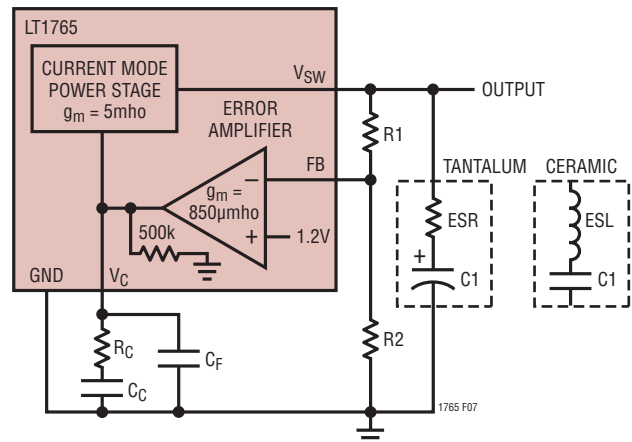 LT1765
CURRENT MODE
POWER STAGE
gm = 5mho
VSW
OUTPUT
ERROR
AMPLIFIER
R1
FB
TANTALUM
CERAMIC
–
gm =
850µmho
+
1.2V
500k
ESR
ESL
+
C1
C1
GND
VC
R2
RC
CF
CC
1765 F07